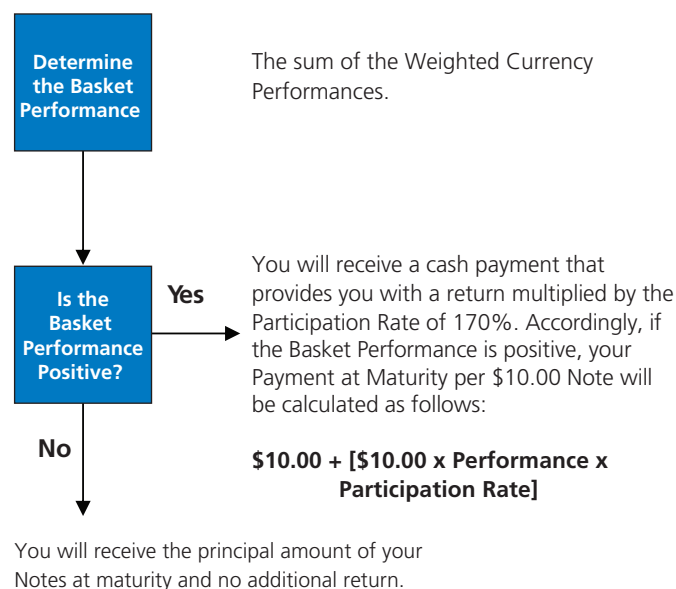 Determine
the Basket
Performance
The sum of the Weighted Currency
Performances.
Is the
Basket
Performance
Positive?
Yes
You will receive a cash payment that
provides you with a return multiplied by the
Participation Rate of 170%. Accordingly, if
the Basket Performance is positive, your
Payment at Maturity per $10.00 Note will
be calculated as follows:
$10.00 + [$10.00 x Performance x
Participation Rate]
No
You will receive the principal amount of your
Notes at maturity and no additional return.